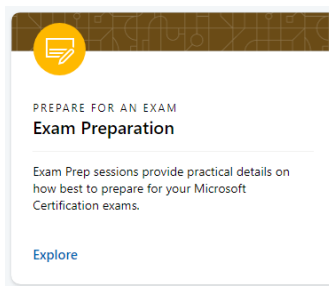 PREPARE FOR AN EXAM
Exam Preparation
Exam Prep sessions provide practical details on
how best to prepare for your Microsoft
Certification exams.
Explore